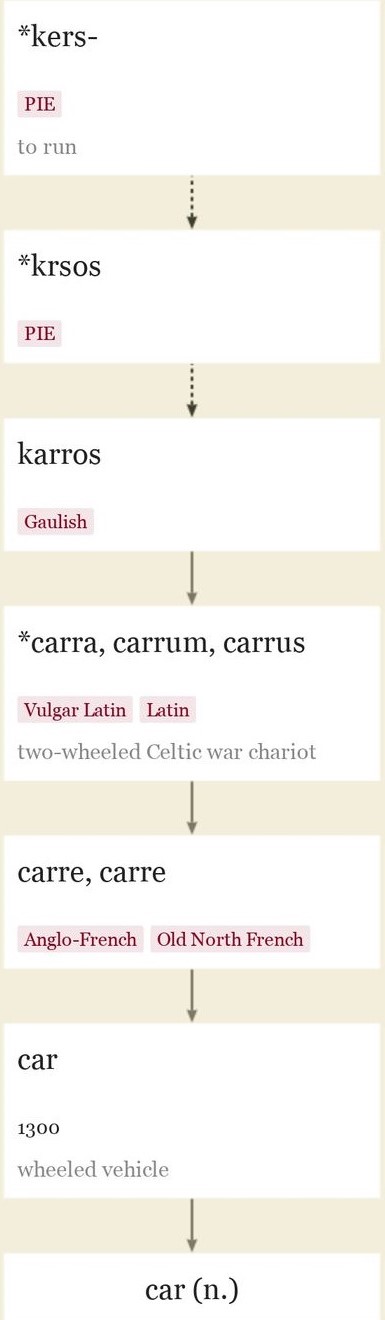 *kers-
PIE
to run
*krsos
PIE
karros
Gaulish
*carra, carrum, carrus
Vulgar Latin Latin
two-wheeled Celtic war chariot
carre, carre
Anglo-French Old North French
car
1300
wheeled vehicle
car (n.)